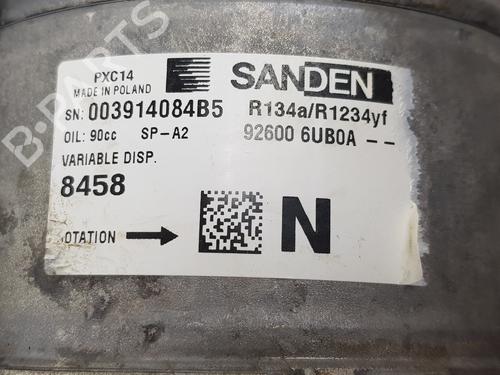 PXC14
MADE IN POLAND
SANDEN
SN: 003914084B5
R134a/R1234yf
OIL: 90cc SP-A2
92600 6UB0A --
VARIABLE DISP.
8458
OTATION
N
B-PARTS